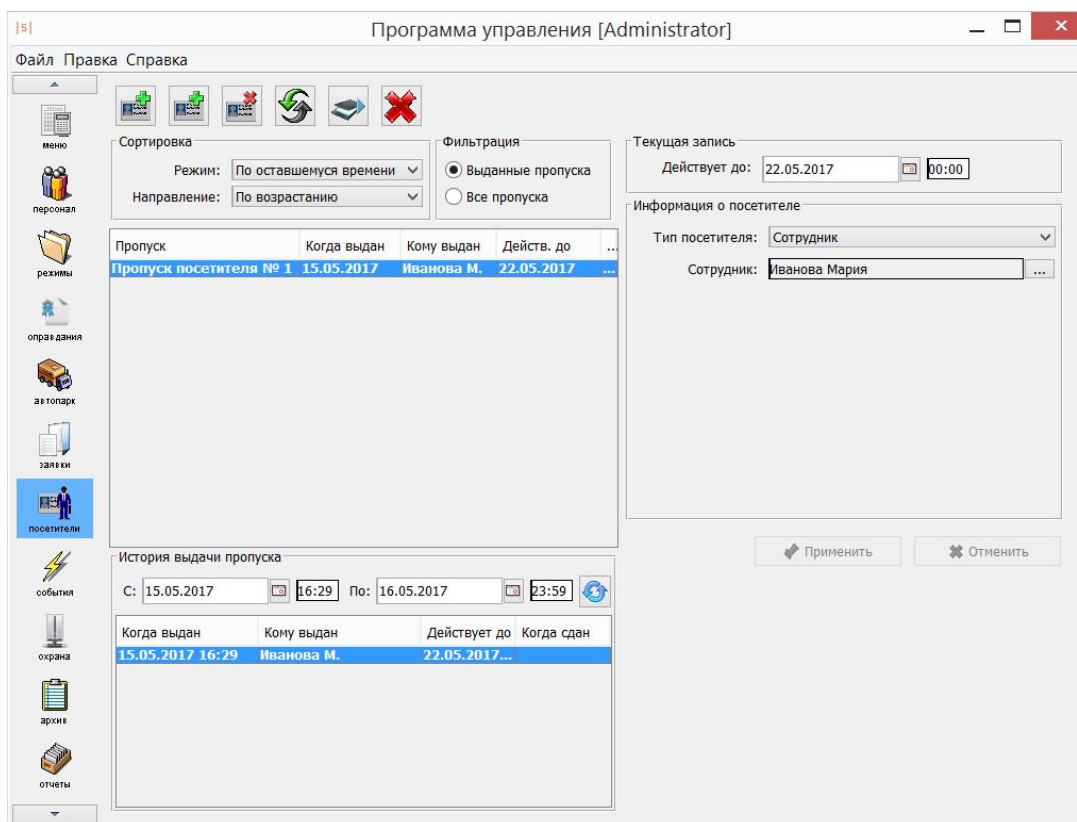 |s|
Программа управления [Administrator]
Файл Правка Справка
меню
персонал
режимы
оправдания
автопарк
заявки
посетители
события
охрана
архив
отчеты
Сортировка
Режим: По оставшемуся времени
Направление: По возрастанию
Фильтрация
Выданные пропуска
Все пропуска
Пропуск Когда выдан Кому выдан Действ. до ...
Пропуск посетителя № 1 15.05.2017 Иванова М. 22.05.2017 ...
История выдачи пропуска
С: 15.05.2017 16:29 По: 16.05.2017 23:59
Когда выдан Кому выдан Действует до Когда сдан
15.05.2017 16:29 Иванова М. 22.05.2017...
Текущая запись
Действует до: 22.05.2017 00:00
Информация о посетителе
Тип посетителя: Сотрудник
Сотрудник: Иванова Мария ...
Применить Отменить